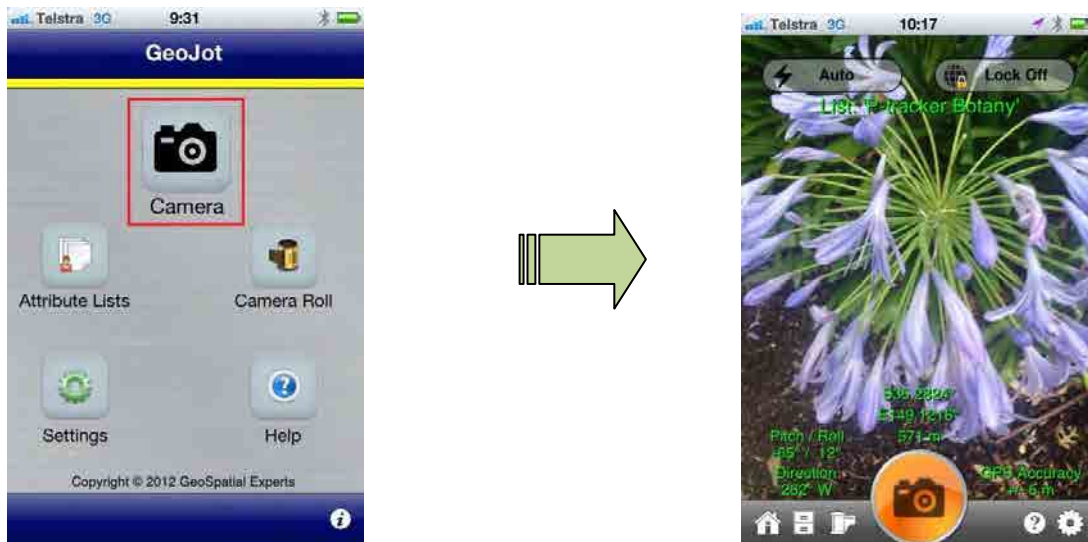 Telstra 3G 9:31
GeoJot
Camera
Attribute Lists
Camera Roll
Settings
Help
Copyright © 2012 GeoSpatial Experts
Telstra 3G 10:17
Auto
Lock Off
List: 'P-tracker Botany'
S35.2824°
E149.1216°
571 m
Pitch / Roll
-65° / 12°
Direction
282° W
GPS Accuracy
+/- 6 m